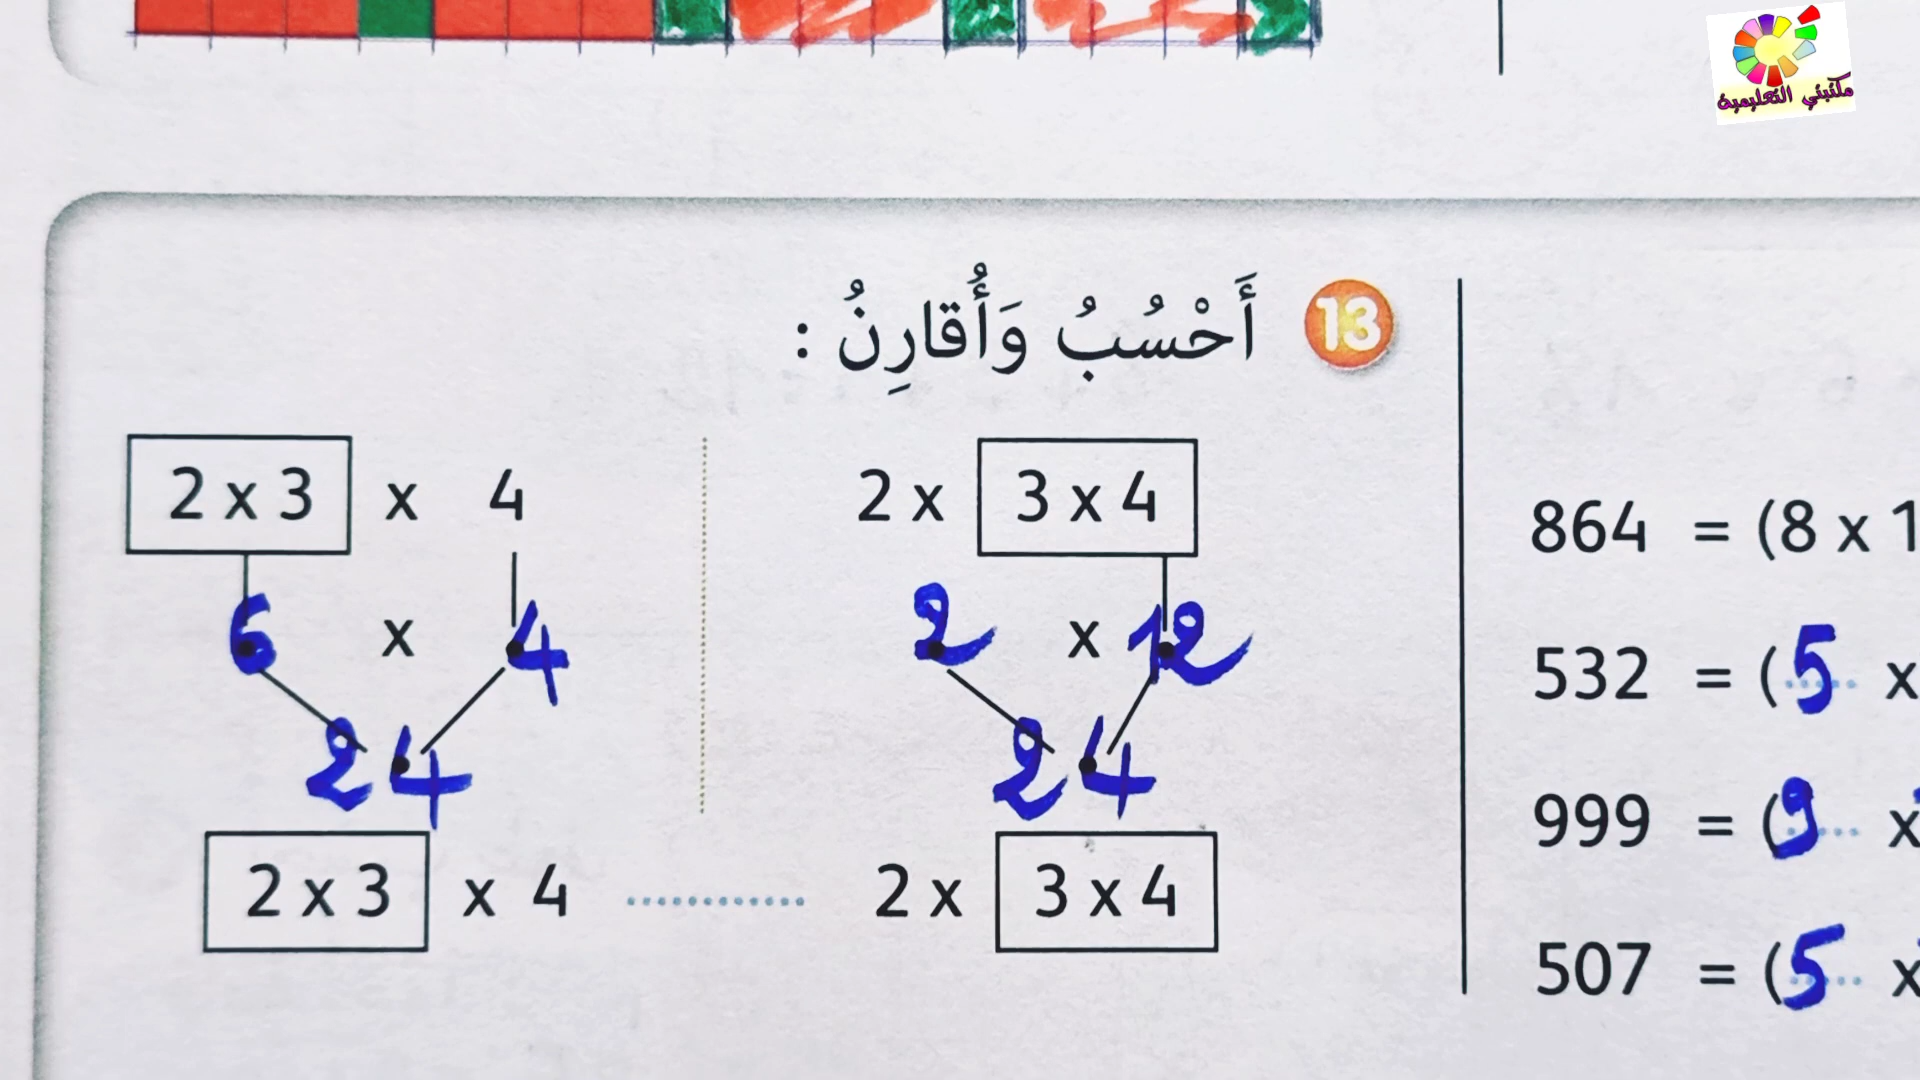 مكتبتي التعليمية
13 أَحْسُبُ وَأُقارِنُ :
2 x 3 x 4
6 x 4
24
2 x 3 x 4
2 x 12
24
2 x 3 x 4 ............ 2 x 3 x 4
864 = (8 x 1
532 = (5 x
999 = (9 x
507 = (5 x